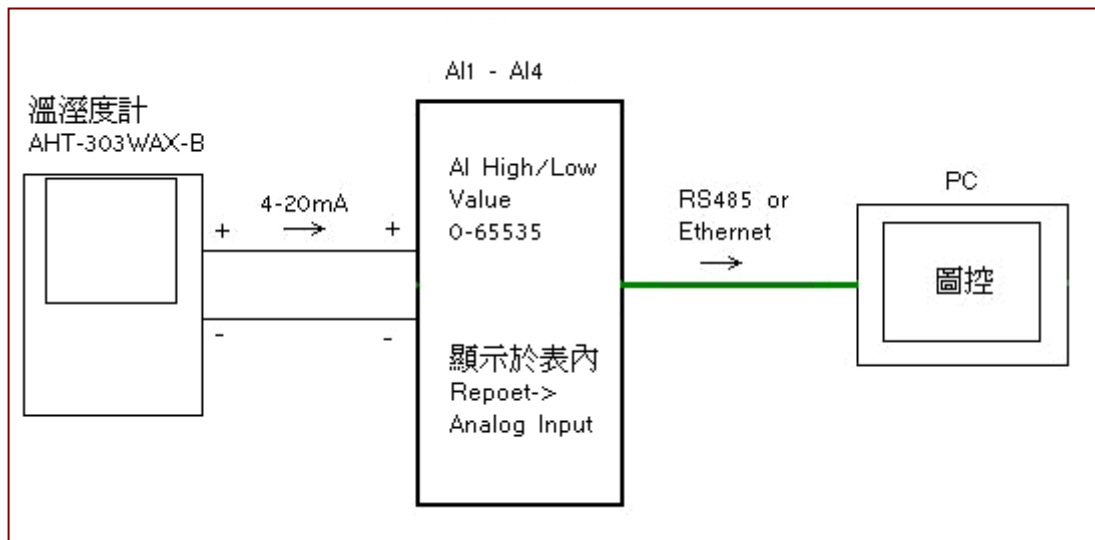 AI1 - AI4
溫溼度計
AHT-303WAX-B
4-20mA
+
+
-
-
AI High/Low
Value
0-65535
顯示於表內
Repoet->
Analog Input
RS485 or
Ethernet
PC
圖控